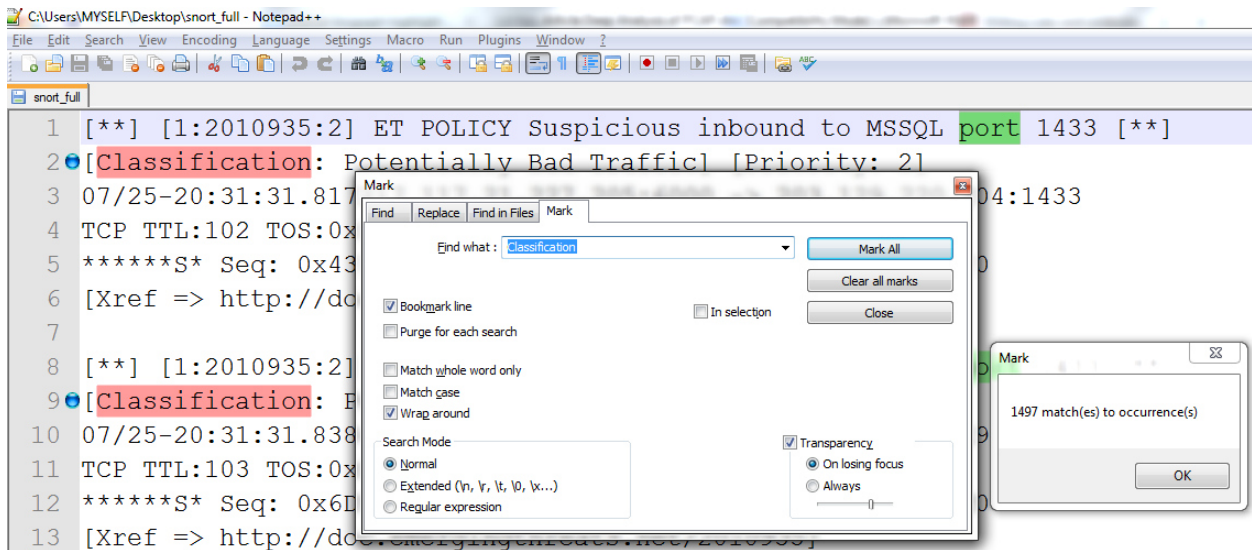 C:\Users\MYSELF\Desktop\snort_full - Notepad++
File Edit Search View Encoding Language Settings Macro Run Plugins Window ?
snort_full
1 [**] [1:2010935:2] ET POLICY Suspicious inbound to MSSQL port 1433 [**]
2 [Classification: Potentially Bad Traffic] [Priority: 2]
3 07/25-20:31:31.817 04:1433
4 TCP TTL:102 TOS:0x
5 ******S* Seq: 0x43 0
6 [Xref => http://do
7
8 [**] [1:2010935:2]
9 [Classification: P
10 07/25-20:31:31.838 9
11 TCP TTL:103 TOS:0x
12 ******S* Seq: 0x6D 0
13 [Xref => http://doc.emergingthreats.net/2010935]
Mark
Find Replace Find in Files Mark
Find what : Classification
Mark All
Clear all marks
Close
Bookmark line
In selection
Purge for each search
Match whole word only
Match case
Wrap around
Search Mode
Normal
Extended (\n, \r, \t, \0, \x...)
Regular expression
Transparency
On losing focus
Always
Mark
1497 match(es) to occurrence(s)
OK